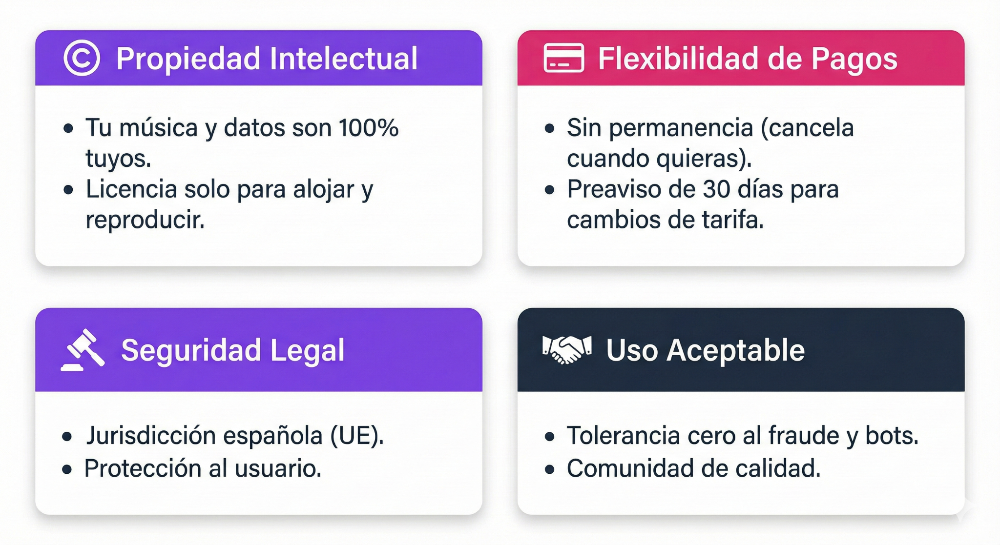 Propiedad Intelectual
• Tu música y datos son 100%
tuyos.
• Licencia solo para alojar y
reproducir.
Flexibilidad de Pagos
• Sin permanencia (cancela
cuando quieras).
• Preaviso de 30 días para
cambios de tarifa.
Seguridad Legal
• Jurisdicción española (UE).
• Protección al usuario.
Uso Aceptable
• Tolerancia cero al fraude y bots.
• Comunidad de calidad.